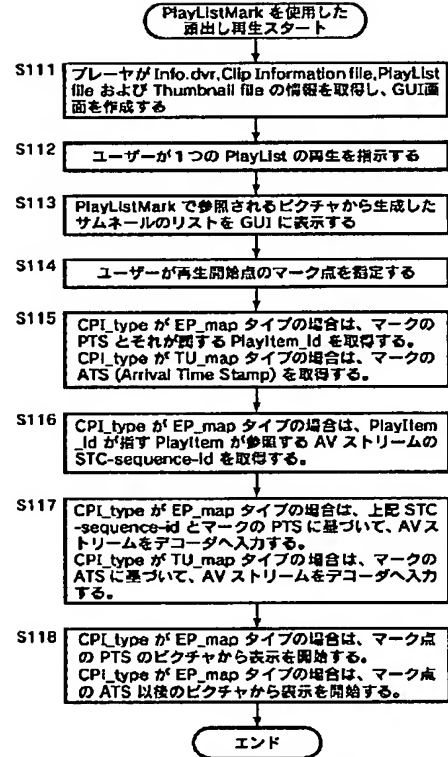 PlayListMark を使用した
頭出し再生スタート
S111
プレーヤが Info.dvr,Clip Information file,PlayList
file および Thumbnail file の情報を取得し、GUI画
面を作成する
S112
ユーザーが１つの PlayList の再生を指示する
S113
PlayListMark で参照されるピクチャから生成した
サムネールのリストを GUI に表示する
S114
ユーザーが再生開始点のマーク点を指定する
S115
CPI_type が EP_map タイプの場合は、マークの
PTS とそれが属する PlayItem_Id を取得する。
CPI_type が TU_map タイプの場合は、マークの
ATS (Arrival Time Stamp) を取得する。
S116
CPI_type が EP_map タイプの場合は、PlayItem
_Id が指す PlayItem が参照する AV ストリームの
STC-sequence-Id を取得する。
S117
CPI_type が EP_map タイプの場合は、上記 STC
-sequence-id とマークの PTS に基づいて、AVス
トリームをデコーダへ入力する。
CPI_type が TU_map タイプの場合は、マークの
ATS に基づいて、AV ストリームをデコーダへ入力
する。
S118
CPI_type が EP_map タイプの場合は、マーク点
の PTS のピクチャから表示を開始する。
CPI_type が EP_map タイプの場合は、マーク点
の ATS 以後のピクチャから表示を開始する。
エンド